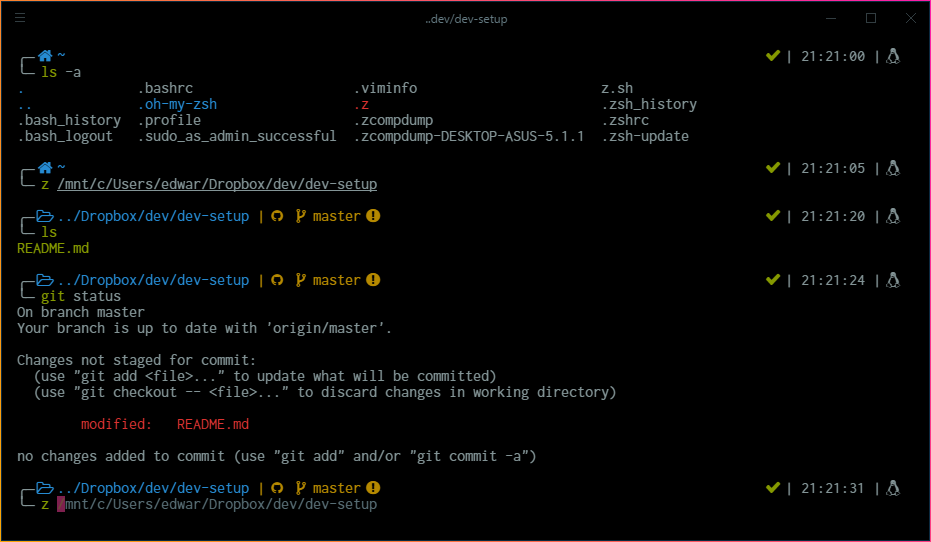 ..dev/dev-setup
~ | 21:21:00 |
ls -a
. .bashrc .viminfo z.sh
.. .oh-my-zsh .z .zsh_history
.bash_history .profile .zcompdump .zshrc
.bash_logout .sudo_as_admin_successful .zcompdump-DESKTOP-ASUS-5.1.1 .zsh-update
~ | 21:21:05 |
z /mnt/c/Users/edwar/Dropbox/dev/dev-setup
../Dropbox/dev/dev-setup | master | 21:21:20 |
ls
README.md
../Dropbox/dev/dev-setup | master | 21:21:24 |
git status
On branch master
Your branch is up to date with 'origin/master'.
Changes not staged for commit:
(use "git add <file>..." to update what will be committed)
(use "git checkout -- <file>..." to discard changes in working directory)
modified: README.md
no changes added to commit (use "git add" and/or "git commit -a")
../Dropbox/dev/dev-setup | master | 21:21:31 |
z /mnt/c/Users/edwar/Dropbox/dev/dev-setup